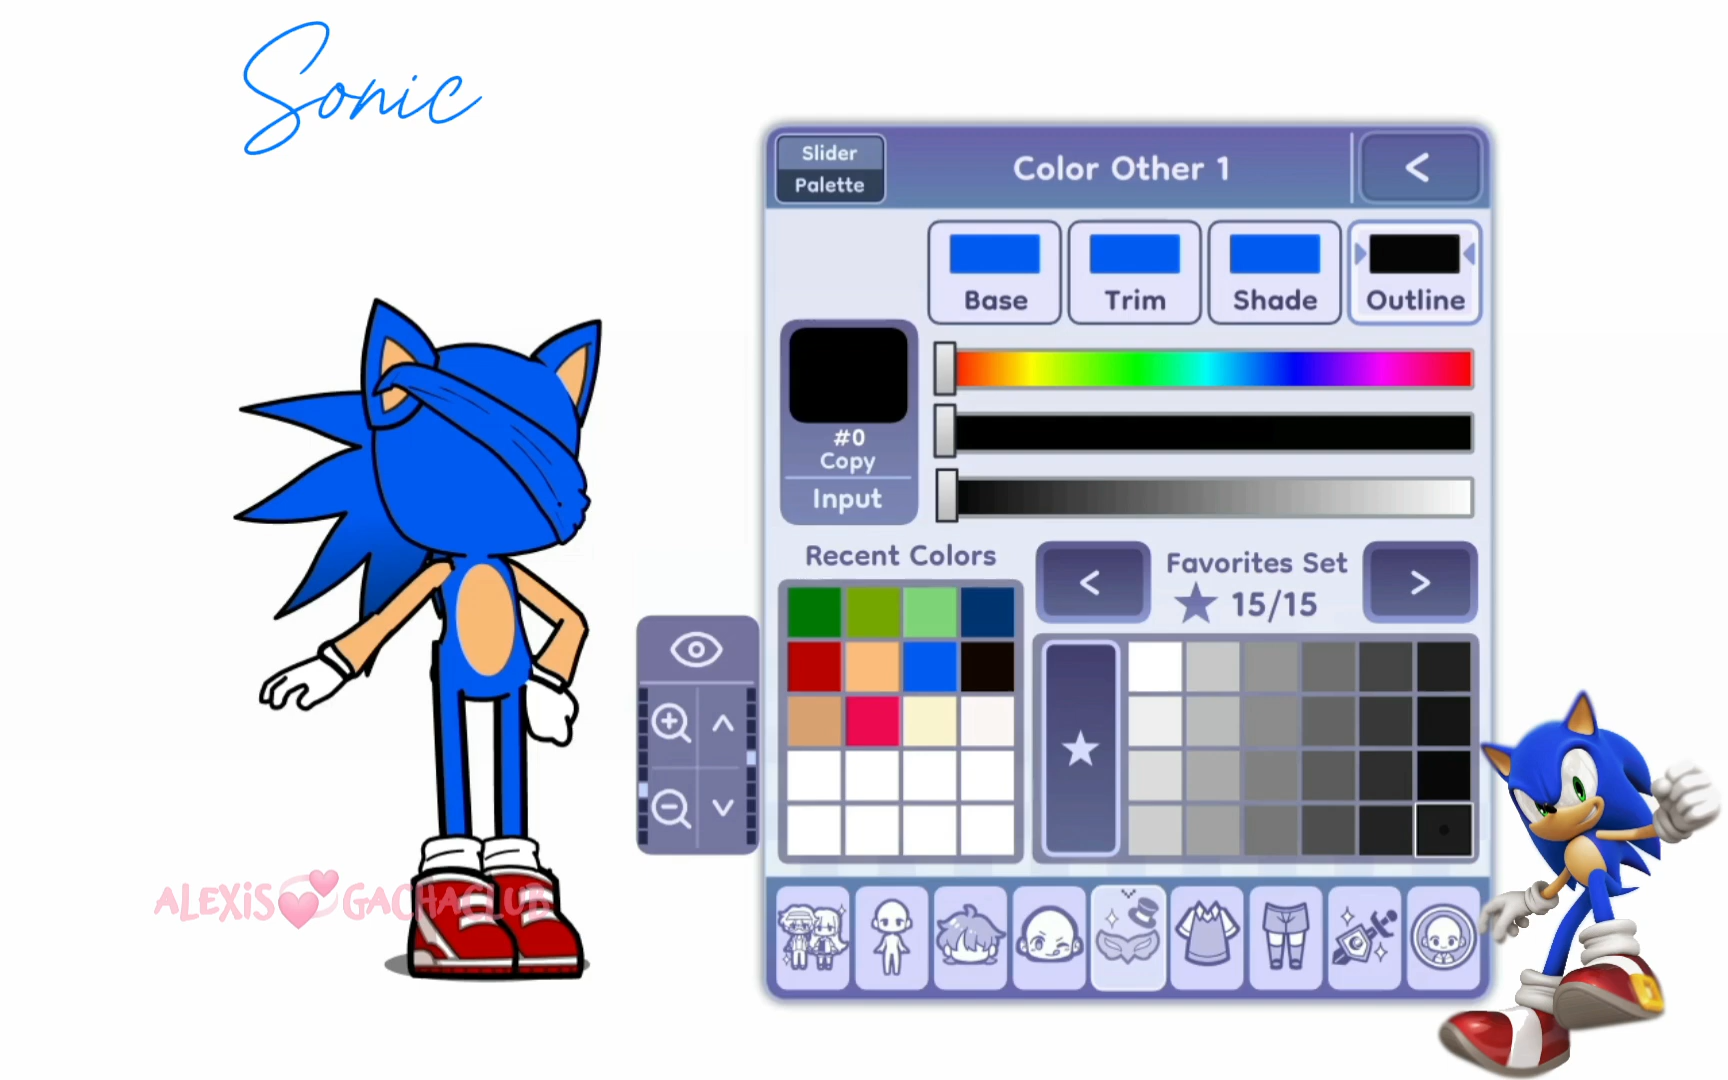 Sonic
Slider
Palette
Color Other 1
<
Base
Trim
Shade
Outline
#0
Copy
Input
Recent Colors
<
Favorites Set
15/15
>
ALEXiS GACHACLUB